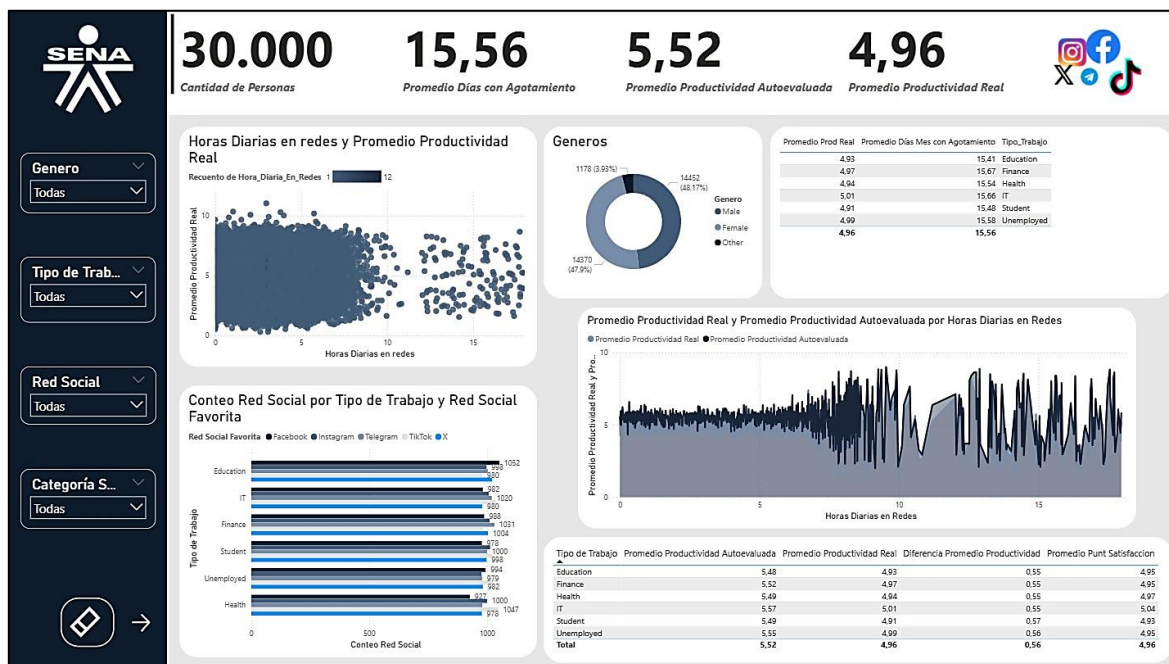 SENA
30.000
Cantidad de Personas
15,56
Promedio Días con Agotamiento
5,52
Promedio Productividad Autoevaluada
4,96
Promedio Productividad Real
Genero
Todas
Tipo de Trab...
Todas
Red Social
Todas
Categoría S...
Todas
Horas Diarias en redes y Promedio Productividad
Real
Recuento de Hora_Diaria_En_Redes 1 12
Promedio Productividad Real
10
5
0
0 5 10 15
Horas Diarias en redes
Generos
1178 (3.93%)
14452
(48,17%)
14370
(47,9%)
Genero
Male
Female
Other
Promedio Prod Real Promedio Días Mes con Agotamiento Tipo_Trabajo
4,93 15,41 Education
4,97 15,67 Finance
4,94 15,54 Health
5,01 15,66 IT
4,91 15,48 Student
4,99 15,58 Unemployed
4,96 15,56
Promedio Productividad Real y Promedio Productividad Autoevaluada por Horas Diarias en Redes
Promedio Productividad Real Promedio Productividad Autoevaluada
Promedio Productividad Real y Pro...
10
5
0
0 5 10 15
Horas Diarias en Redes
Conteo Red Social por Tipo de Trabajo y Red Social
Favorita
Red Social Favorita Facebook Instagram Telegram TikTok X
Tipo de Trabajo
Education
1052
998
980
IT
982
1020
980
Finance
988
1031
1004
Student
978
1000
998
Unemployed
994
979
982
Health
927
1000
1047
978
0 500 1000
Conteo Red Social
Tipo de Trabajo Promedio Productividad Autoevaluada Promedio Productividad Real Diferencia Promedio Productividad Promedio Punt Satisfaccion
Education 5,48 4,93 0,55 4,95
Finance 5,52 4,97 0,55 4,95
Health 5,49 4,94 0,55 4,97
IT 5,57 5,01 0,55 5,04
Student 5,49 4,91 0,57 4,93
Unemployed 5,55 4,99 0,56 4,95
Total 5,52 4,96 0,56 4,96